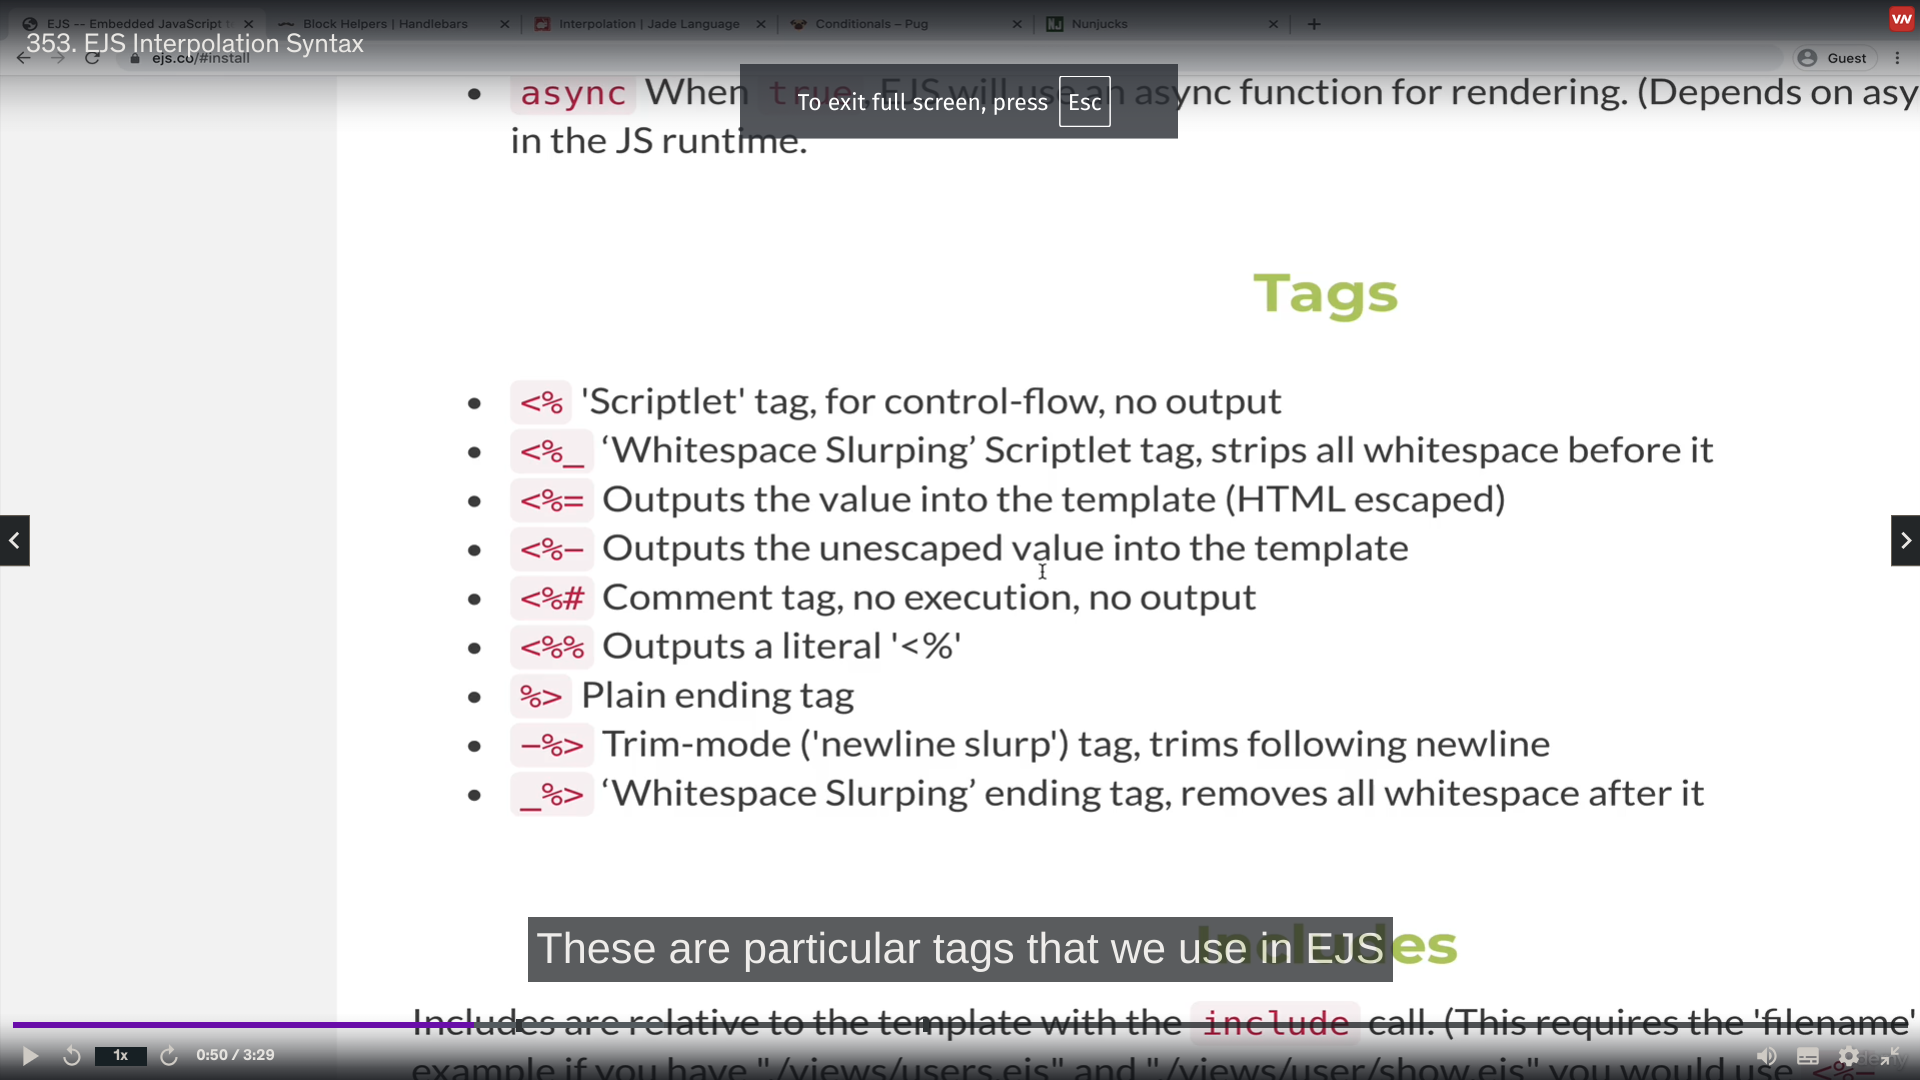 EJS -- Embedded JavaScript t
Block Helpers | Handlebars
Interpolation | Jade Language
Conditionals – Pug
Nunjucks
353. EJS Interpolation Syntax
ejs.co/#install
Guest
To exit full screen, press Esc
async When true, EJS will use an async function for rendering. (Depends on asy
in the JS runtime.
Tags
<% 'Scriptlet' tag, for control-flow, no output
<%_ ‘Whitespace Slurping’ Scriptlet tag, strips all whitespace before it
<%= Outputs the value into the template (HTML escaped)
<%– Outputs the unescaped value into the template
<%# Comment tag, no execution, no output
<%% Outputs a literal '<%'
%> Plain ending tag
–%> Trim-mode ('newline slurp') tag, trims following newline
_%> ‘Whitespace Slurping’ ending tag, removes all whitespace after it
Includes
These are particular tags that we use in EJS
Includes are relative to the template with the include call. (This requires the 'filename'
1x
0:50 / 3:29
example if you have "./views/users.ejs" and "./views/user/show.ejs" you would use <%–